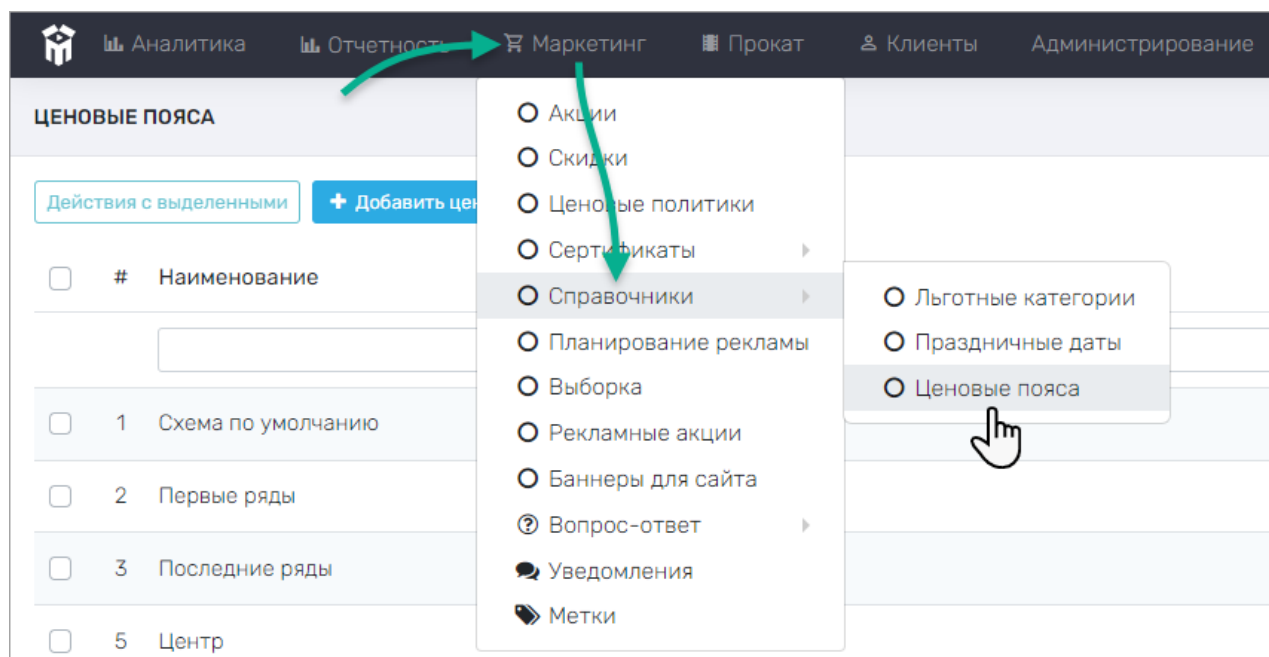 Аналитика Отчетность Маркетинг Прокат Клиенты Администрирование
ЦЕНОВЫЕ ПОЯСА
Действия с выделенными + Добавить цен
# Наименование
1 Схема по умолчанию
2 Первые ряды
3 Последние ряды
5 Центр
Акции
Скидки
Ценовые политики
Сертификаты
Справочники
Планирование рекламы
Выборка
Рекламные акции
Баннеры для сайта
Вопрос-ответ
Уведомления
Метки
Льготные категории
Праздничные даты
Ценовые пояса